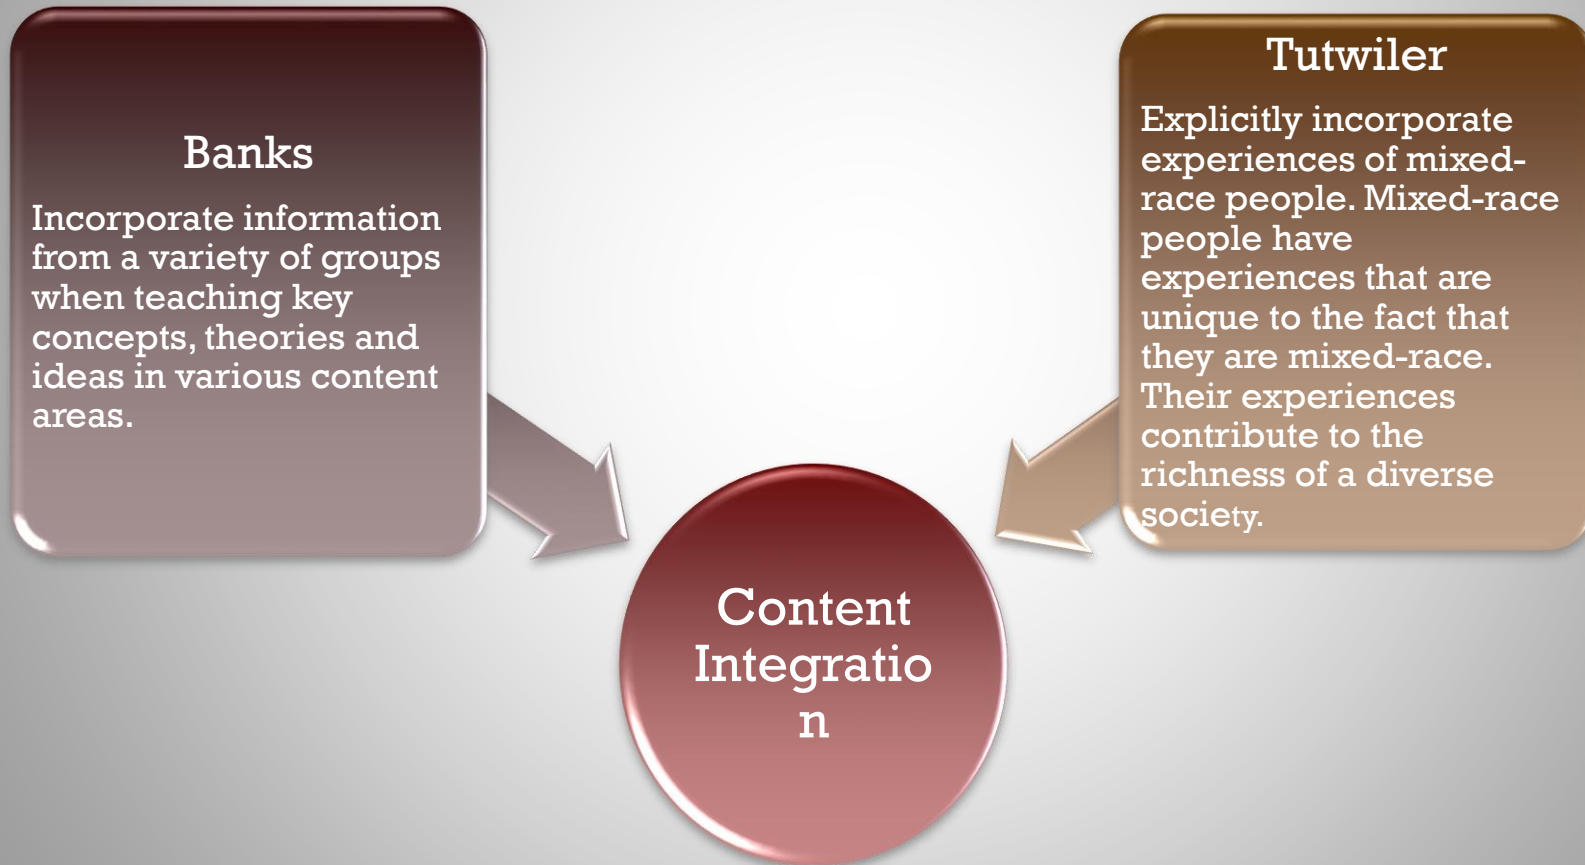 Banks
Incorporate information
from a variety of groups
when teaching key
concepts, theories and
ideas in various content
areas.
Tutwiler
Explicitly incorporate
experiences of mixed-
race people. Mixed-race
people have
experiences that are
unique to the fact that
they are mixed-race.
Their experiences
contribute to the
richness of a diverse
society.
Content
Integratio
n